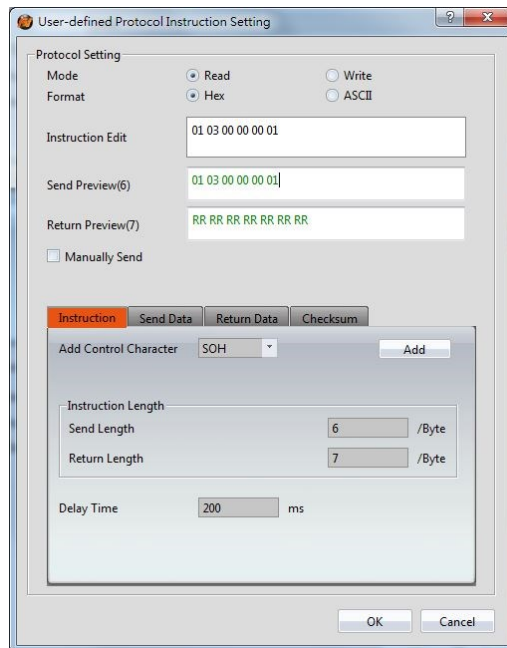 User-defined Protocol Instruction Setting
Protocol Setting
Mode Read Write
Format Hex ASCII
Instruction Edit 01 03 00 00 00 01
Send Preview(6) 01 03 00 00 00 01
Return Preview(7) RR RR RR RR RR RR RR
Manually Send
Instruction Send Data Return Data Checksum
Add Control Character SOH Add
Instruction Length
Send Length 6 /Byte
Return Length 7 /Byte
Delay Time 200 ms
OK Cancel